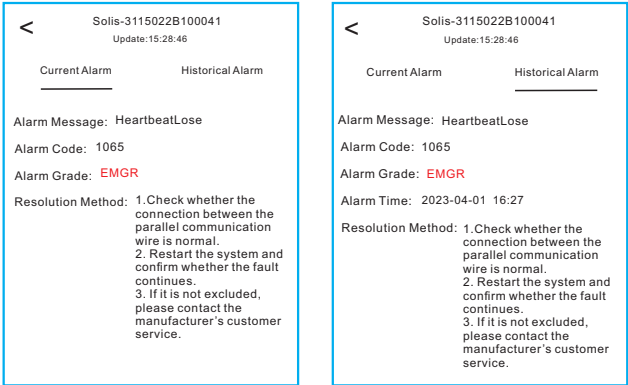 <
Solis-3115022B100041
Update:15:28:46
Current Alarm
Historical Alarm
Alarm Message: HeartbeatLose
Alarm Code: 1065
Alarm Grade: EMGR
Resolution Method: 1.Check whether the
connection between the
parallel communication
wire is normal.
2. Restart the system and
confirm whether the fault
continues.
3. If it is not excluded,
please contact the
manufacturer's customer
service.
<
Solis-3115022B100041
Update:15:28:46
Current Alarm
Historical Alarm
Alarm Message: HeartbeatLose
Alarm Code: 1065
Alarm Grade: EMGR
Alarm Time: 2023-04-01 16:27
Resolution Method: 1.Check whether the
connection between the
parallel communication
wire is normal.
2. Restart the system and
confirm whether the fault
continues.
3. If it is not excluded,
please contact the
manufacturer's customer
service.